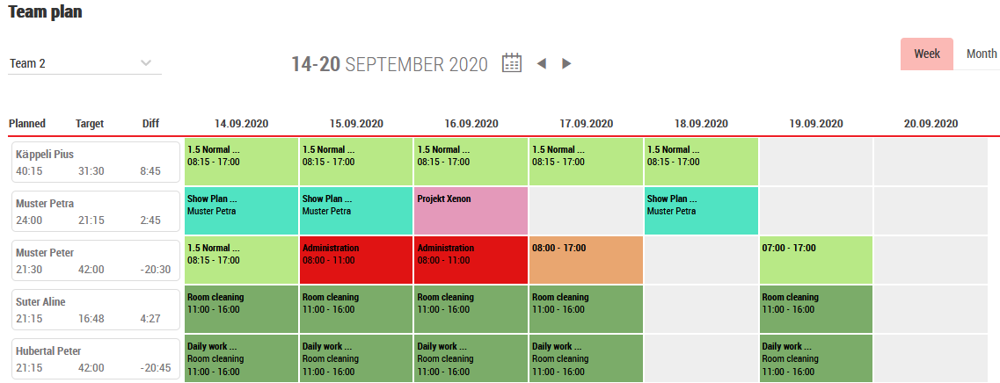 Team plan
Team 2
14-20 SEPTEMBER 2020
Week Month
Planned Target Diff 14.09.2020 15.09.2020 16.09.2020 17.09.2020 18.09.2020 19.09.2020 20.09.2020
Käppeli Pius
40:15 31:30 8:45
1.5 Normal ... 1.5 Normal ... 1.5 Normal ... 1.5 Normal ... 1.5 Normal ...
08:15 - 17:00 08:15 - 17:00 08:15 - 17:00 08:15 - 17:00 08:15 - 17:00
Muster Petra
24:00 21:15 2:45
Show Plan ... Show Plan ... Projekt Xenon Show Plan ...
Muster Petra Muster Petra Muster Petra
Muster Peter
21:30 42:00 -20:30
1.5 Normal ... Administration Administration 08:00 - 17:00 07:00 - 17:00
08:15 - 17:00 08:00 - 11:00 08:00 - 11:00
Suter Aline
21:15 16:48 4:27
Room cleaning Room cleaning Room cleaning Room cleaning Room cleaning
11:00 - 16:00 11:00 - 16:00 11:00 - 16:00 11:00 - 16:00 11:00 - 16:00
Hubertal Peter
21:15 42:00 -20:45
Daily work ... Daily work ... Daily work ... Daily work ... Daily work ...
Room cleaning Room cleaning Room cleaning Room cleaning Room cleaning
11:00 - 16:00 11:00 - 16:00 11:00 - 16:00 11:00 - 16:00 11:00 - 16:00